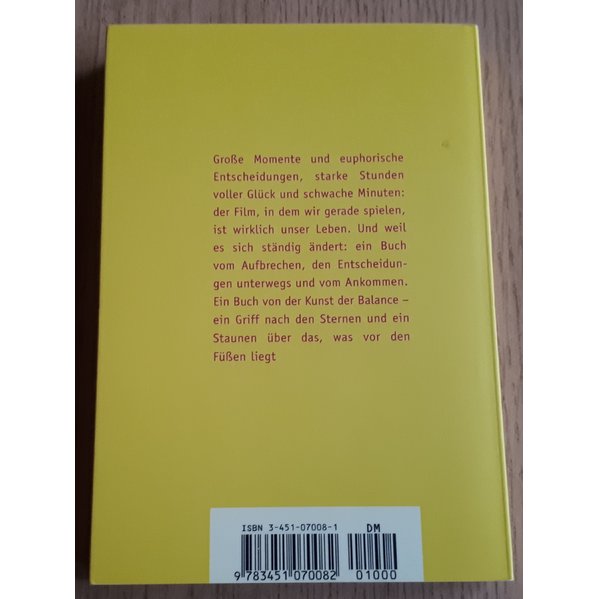 Große Momente und euphorische
Entscheidungen, starke Stunden
voller Glück und schwache Minuten:
der Film, in dem wir gerade spielen,
ist wirklich unser Leben. Und weil
es sich ständig ändert: ein Buch
vom Aufbrechen, den Entscheidun-
gen unterwegs und vom Ankommen.
Ein Buch von der Kunst der Balance –
ein Griff nach den Sternen und ein
Staunen über das, was vor den
Füßen liegt
ISBN 3-451-07008-1 DM
9 783451 070082 01000